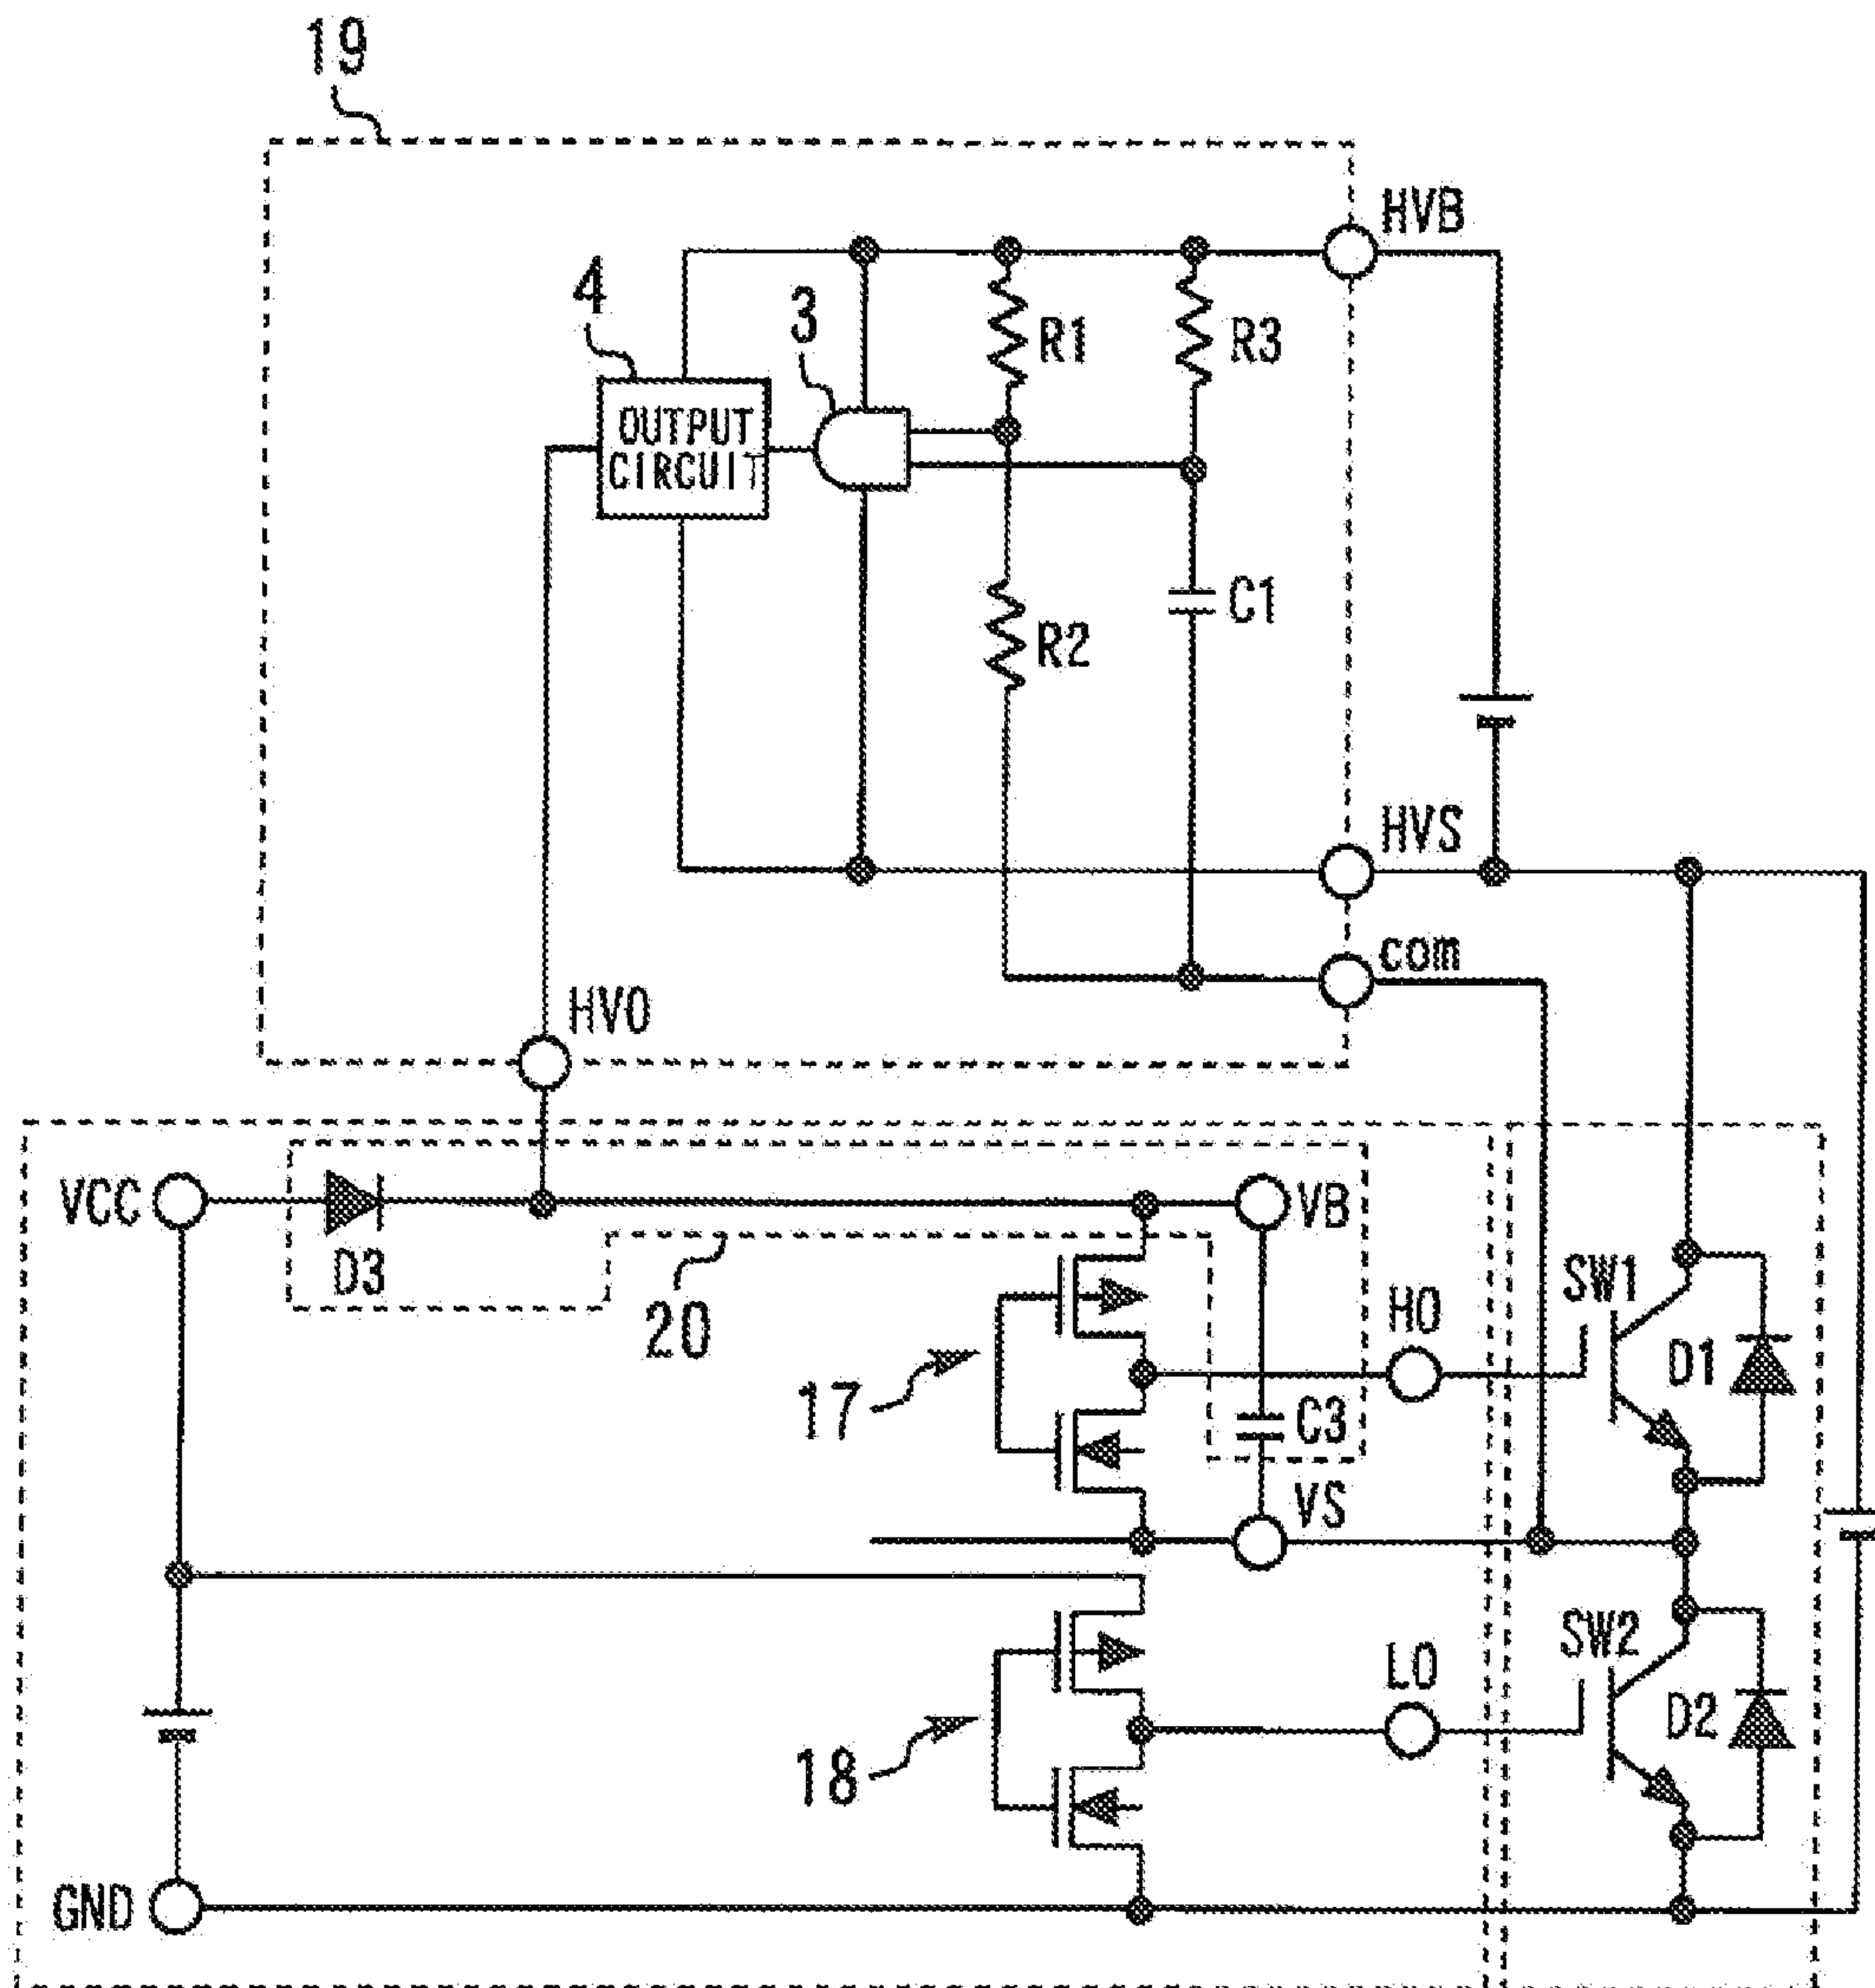 19
HVB
4
3
R1
R3
OUTPUT
CIRCUIT
C1
R2
HVS
com
HVO
VCC
VB
D3
SW1
20
HO
D1
17
C3
VS
SW2
LO
D2
18
GND